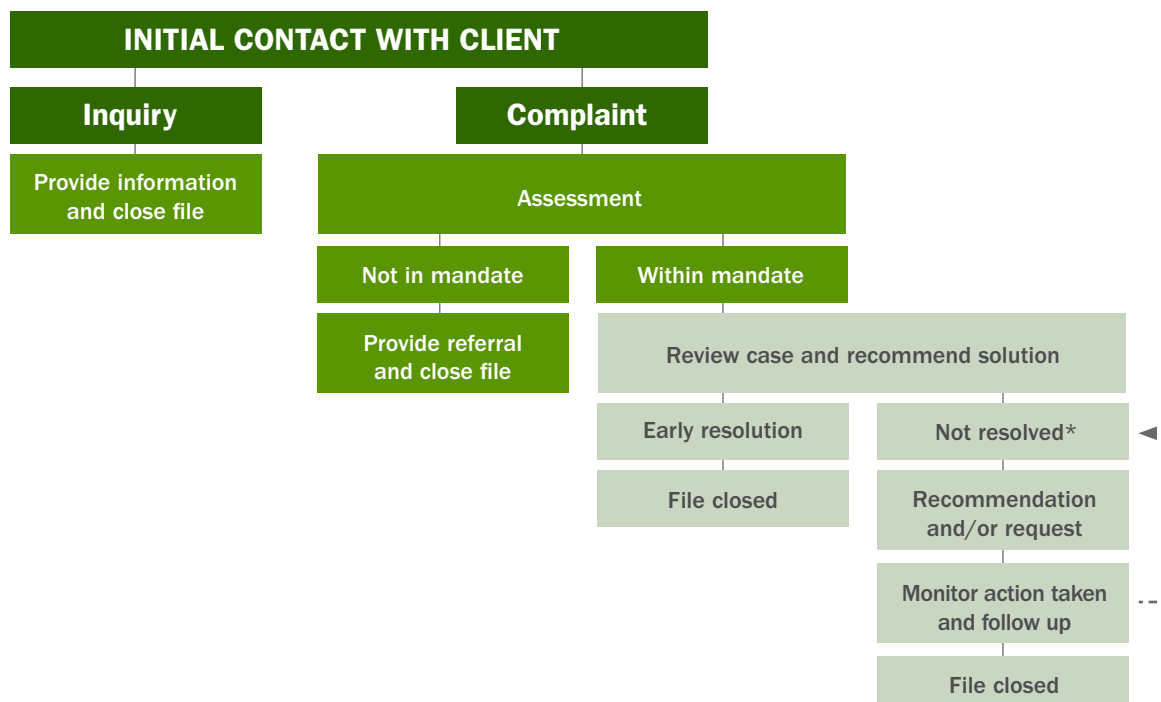 INITIAL CONTACT WITH CLIENT
Inquiry
Complaint
Provide information
and close file
Assessment
Not in mandate
Within mandate
Provide referral
and close file
Review case and recommend solution
Early resolution
Not resolved*
File closed
Recommendation
and/or request
Monitor action taken
and follow up
File closed